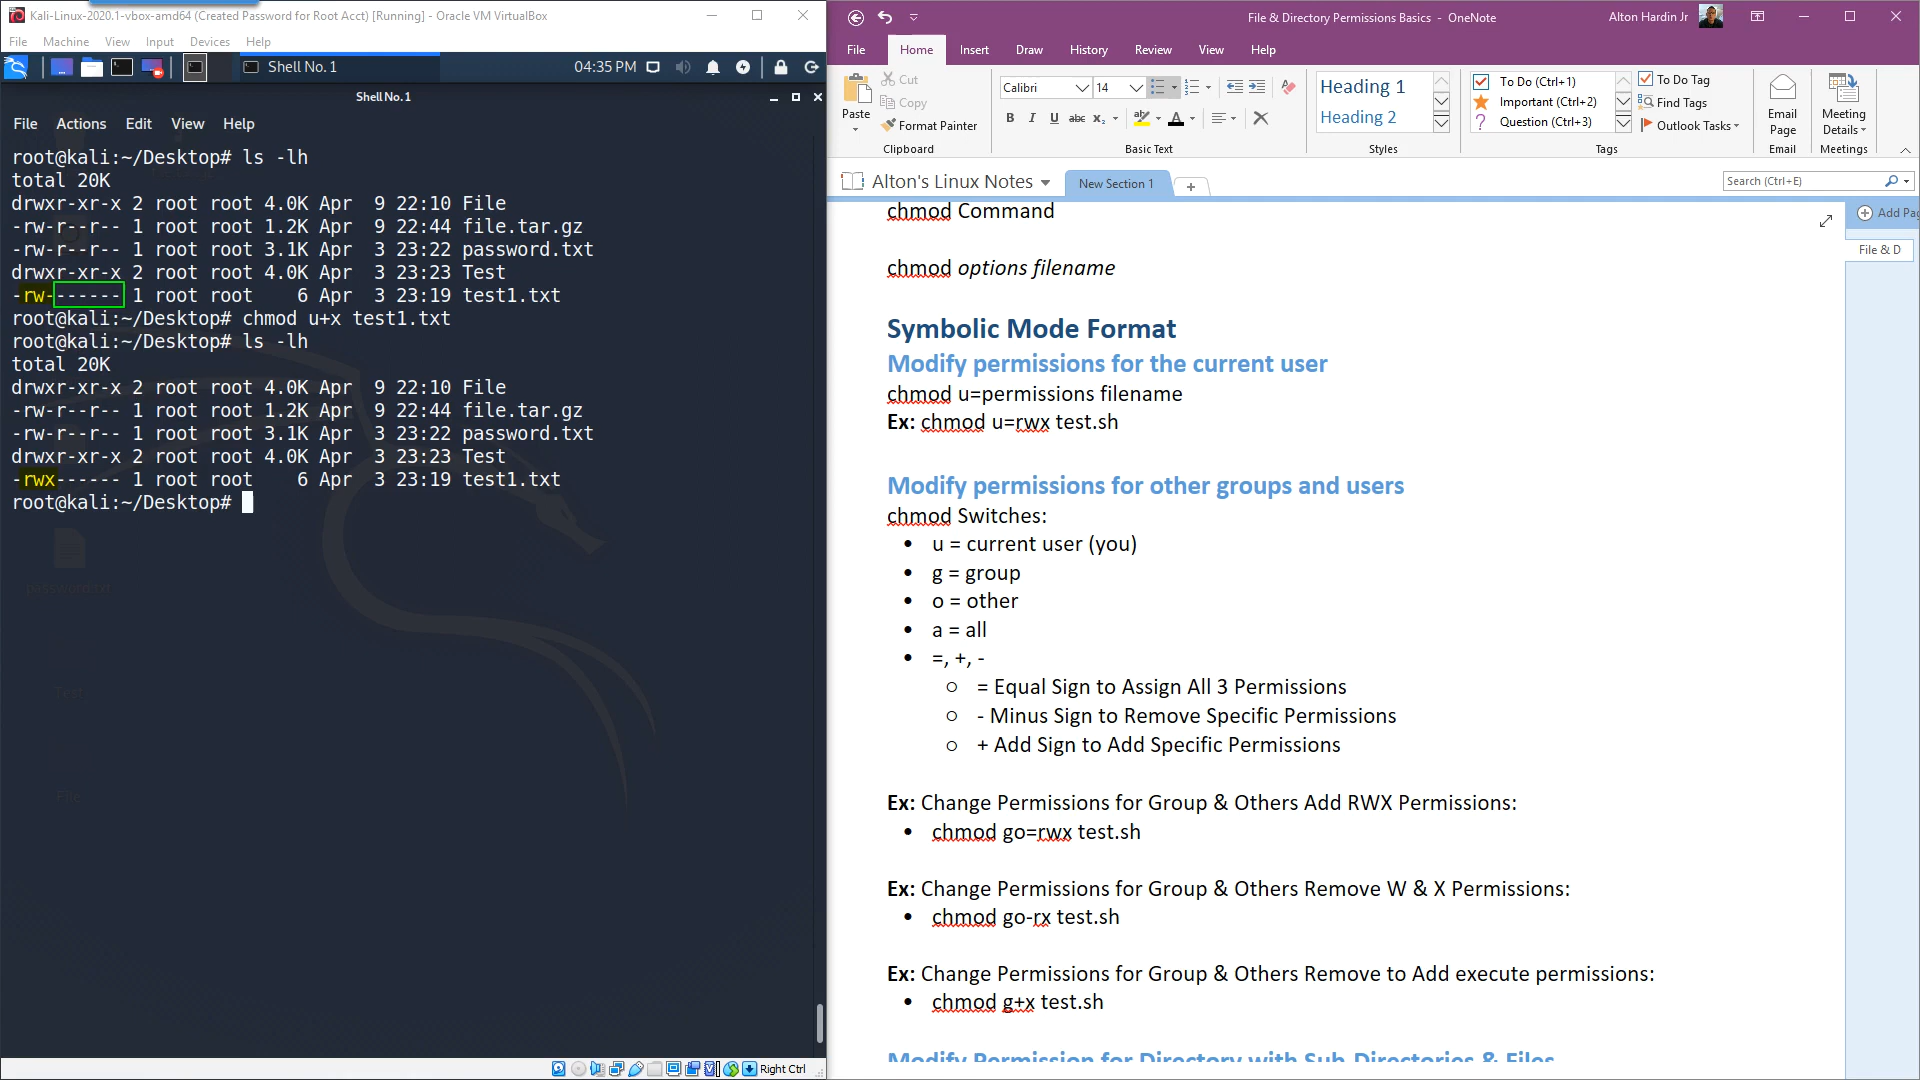 Kali-Linux-2020.1-vbox-amd64 (Created Password for Root Acct) [Running] - Oracle VM VirtualBox
File Machine View Input Devices Help
Shell No. 1
04:35 PM
Shell No. 1
File Actions Edit View Help
root@kali:~/Desktop# ls -lh
total 20K
drwxr-xr-x 2 root root 4.0K Apr  9 22:10 File
-rw-r--r-- 1 root root 1.2K Apr  9 22:44 file.tar.gz
-rw-r--r-- 1 root root 3.1K Apr  3 23:22 password.txt
drwxr-xr-x 2 root root 4.0K Apr  3 23:23 Test
-rw------- 1 root root    6 Apr  3 23:19 test1.txt
root@kali:~/Desktop# chmod u+x test1.txt
root@kali:~/Desktop# ls -lh
total 20K
drwxr-xr-x 2 root root 4.0K Apr  9 22:10 File
-rw-r--r-- 1 root root 1.2K Apr  9 22:44 file.tar.gz
-rw-r--r-- 1 root root 3.1K Apr  3 23:22 password.txt
drwxr-xr-x 2 root root 4.0K Apr  3 23:23 Test
-rwx------ 1 root root    6 Apr  3 23:19 test1.txt
root@kali:~/Desktop#
password.txt
Test
File
Right Ctrl
File & Directory Permissions Basics - OneNote
Alton Hardin Jr
File Home Insert Draw History Review View Help
Paste
Cut
Copy
Format Painter
Clipboard
Calibri 14
B I U abc x₂ A
Basic Text
Heading 1
Heading 2
Styles
To Do (Ctrl+1)
Important (Ctrl+2)
Question (Ctrl+3)
To Do Tag
Find Tags
Outlook Tasks
Tags
Email Page
Email
Meeting Details
Meetings
Alton's Linux Notes
New Section 1
Search (Ctrl+E)
Add Pag
File & D
chmod Command
chmod options filename
Symbolic Mode Format
Modify permissions for the current user
chmod u=permissions filename
Ex: chmod u=rwx test.sh
Modify permissions for other groups and users
chmod Switches:
• u = current user (you)
• g = group
• o = other
• a = all
• =, +, -
○ = Equal Sign to Assign All 3 Permissions
○ - Minus Sign to Remove Specific Permissions
○ + Add Sign to Add Specific Permissions
Ex: Change Permissions for Group & Others Add RWX Permissions:
• chmod go=rwx test.sh
Ex: Change Permissions for Group & Others Remove W & X Permissions:
• chmod go-rx test.sh
Ex: Change Permissions for Group & Others Remove to Add execute permissions:
• chmod g+x test.sh
Modify Permission for Directory with Sub-Directories & Files